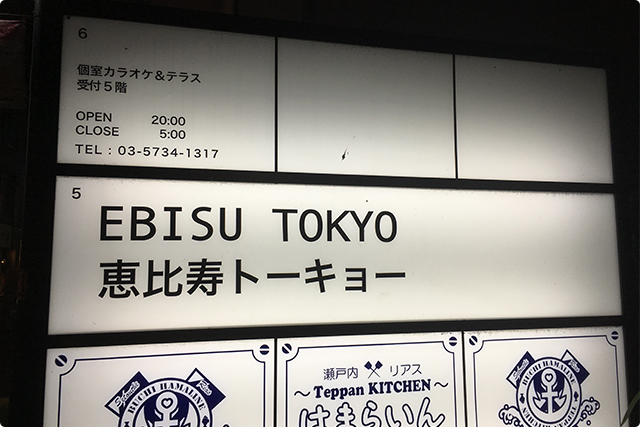 6
個室カラオケ&テラス
受付5階
OPEN 20:00
CLOSE 5:00
TEL : 03-5734-1317
5
EBISU TOKYO
恵比寿トーキョー
BUCHI HAMALINE
瀬戸内 リアス
～Teppan KITCHEN～
はまらいん
BUCHI HAMALINE